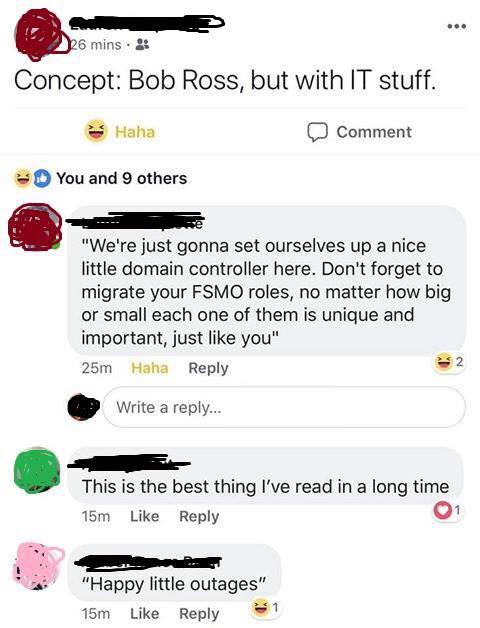 26 mins
Concept: Bob Ross, but with IT stuff.
Haha
Comment
You and 9 others
"We're just gonna set ourselves up a nice
little domain controller here. Don't forget to
migrate your FSMO roles, no matter how big
or small each one of them is unique and
important, just like you"
25m Haha Reply
2
Write a reply...
This is the best thing I've read in a long time
15m Like Reply
1
“Happy little outages”
15m Like Reply
1